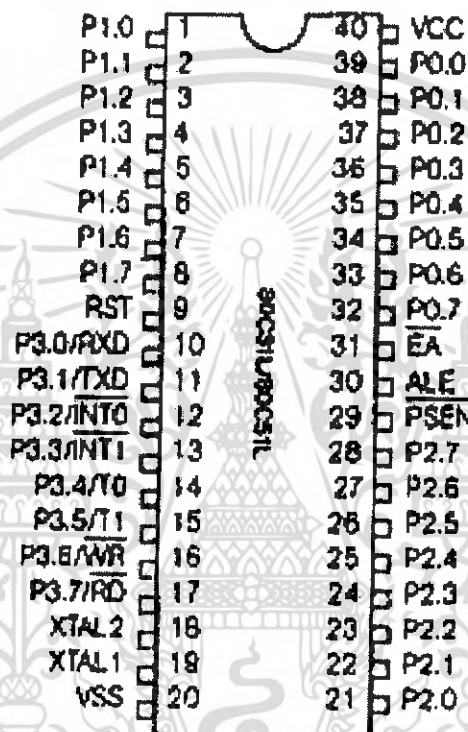 P1.0 1 40 VCC
P1.1 2 39 P0.0
P1.2 3 38 P0.1
P1.3 4 37 P0.2
P1.4 5 36 P0.3
P1.5 6 35 P0.4
P1.6 7 34 P0.5
P1.7 8 33 P0.6
RST 9 32 P0.7
P3.0/RXD 10 31 E̅A̅
P3.1/TXD 11 30 ALE
P3.2/I̅N̅T̅0̅ 12 29 P̅S̅E̅N̅
P3.3/I̅N̅T̅1̅ 13 28 P2.7
P3.4/T0 14 27 P2.6
P3.5/T1 15 26 P2.5
P3.6/W̅R̅ 16 25 P2.4
P3.7/R̅D̅ 17 24 P2.3
XTAL2 18 23 P2.2
XTAL1 19 22 P2.1
VSS 20 21 P2.0
80C31L/80C51L